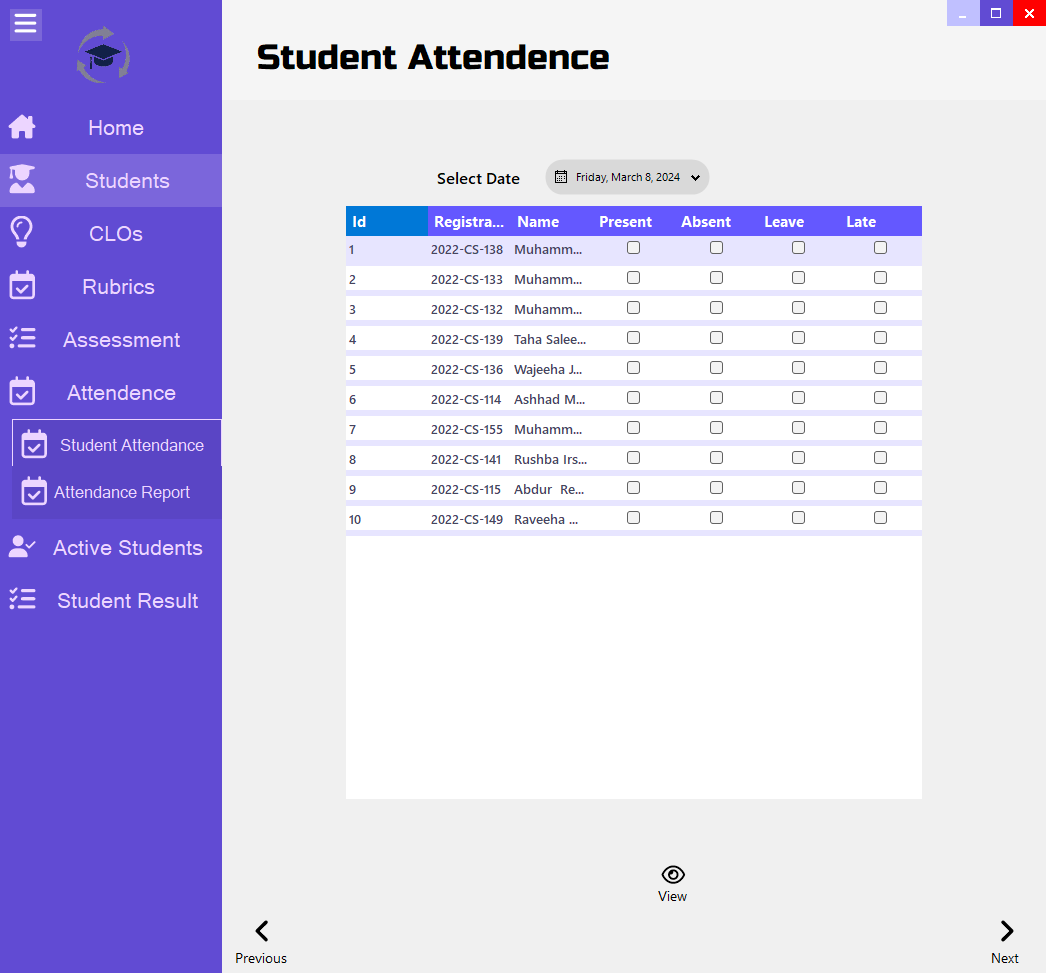 Student Attendence
Home
Students
CLOs
Rubrics
Assessment
Attendence
Student Attendance
Attendance Report
Active Students
Student Result
Select Date Friday, March 8, 2024
Id Registra... Name Present Absent Leave Late
1 2022-CS-138 Muhamm...
2 2022-CS-133 Muhamm...
3 2022-CS-132 Muhamm...
4 2022-CS-139 Taha Salee...
5 2022-CS-136 Wajeeha J...
6 2022-CS-114 Ashhad M...
7 2022-CS-155 Muhamm...
8 2022-CS-141 Rushba Irs...
9 2022-CS-115 Abdur  Re...
10 2022-CS-149 Raveeha ...
View
Previous
Next